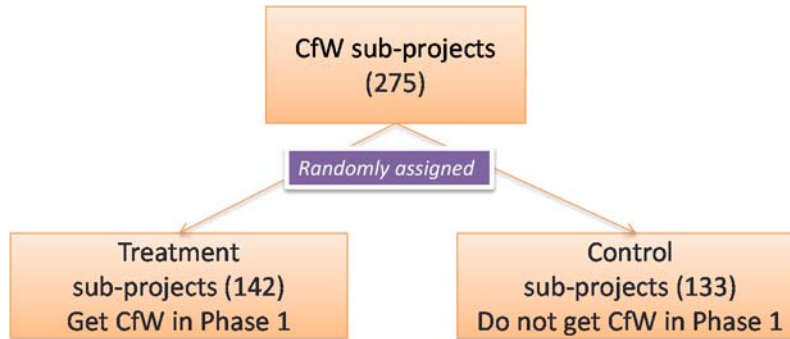 CfW sub-projects
(275)
Randomly assigned
Treatment
sub-projects (142)
Get CfW in Phase 1
Control
sub-projects (133)
Do not get CfW in Phase 1